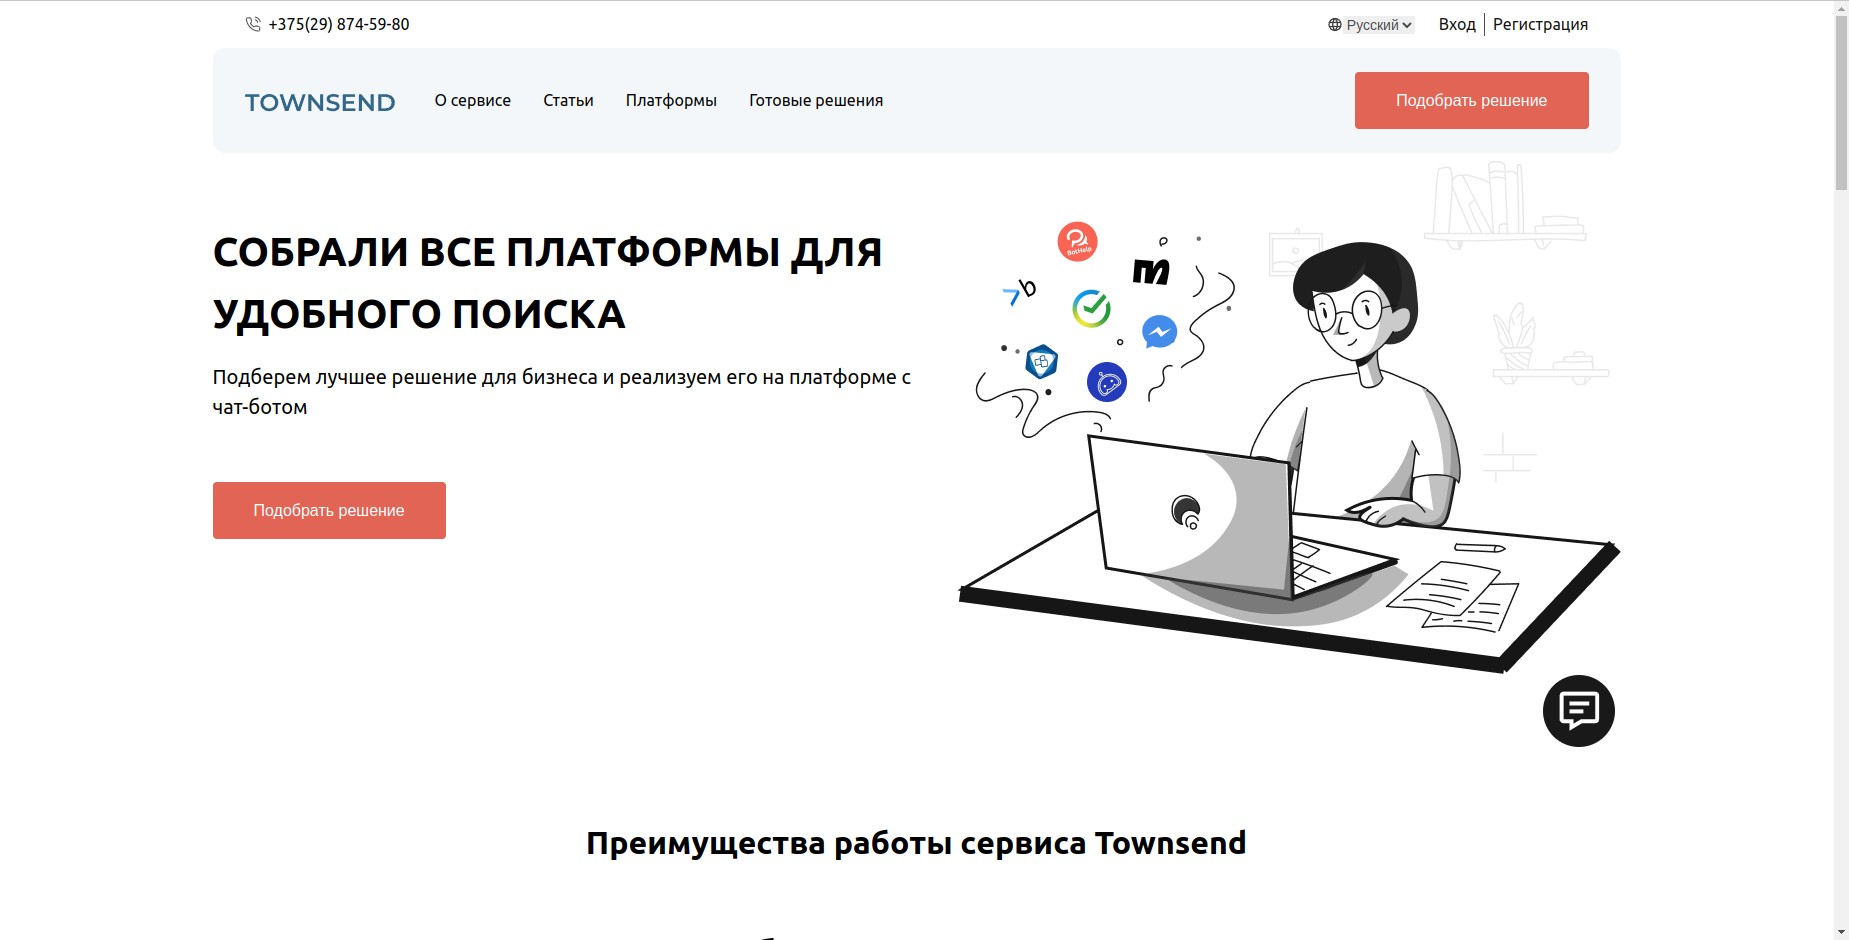 +375(29) 874-59-80
Русский
Вход
Регистрация
TOWNSEND
О сервисе
Статьи
Платформы
Готовые решения
Подобрать решение
СОБРАЛИ ВСЕ ПЛАТФОРМЫ ДЛЯ
УДОБНОГО ПОИСКА
Подберем лучшее решение для бизнеса и реализуем его на платформе с
чат-ботом
Подобрать решение
BotHelp
Преимущества работы сервиса Townsend